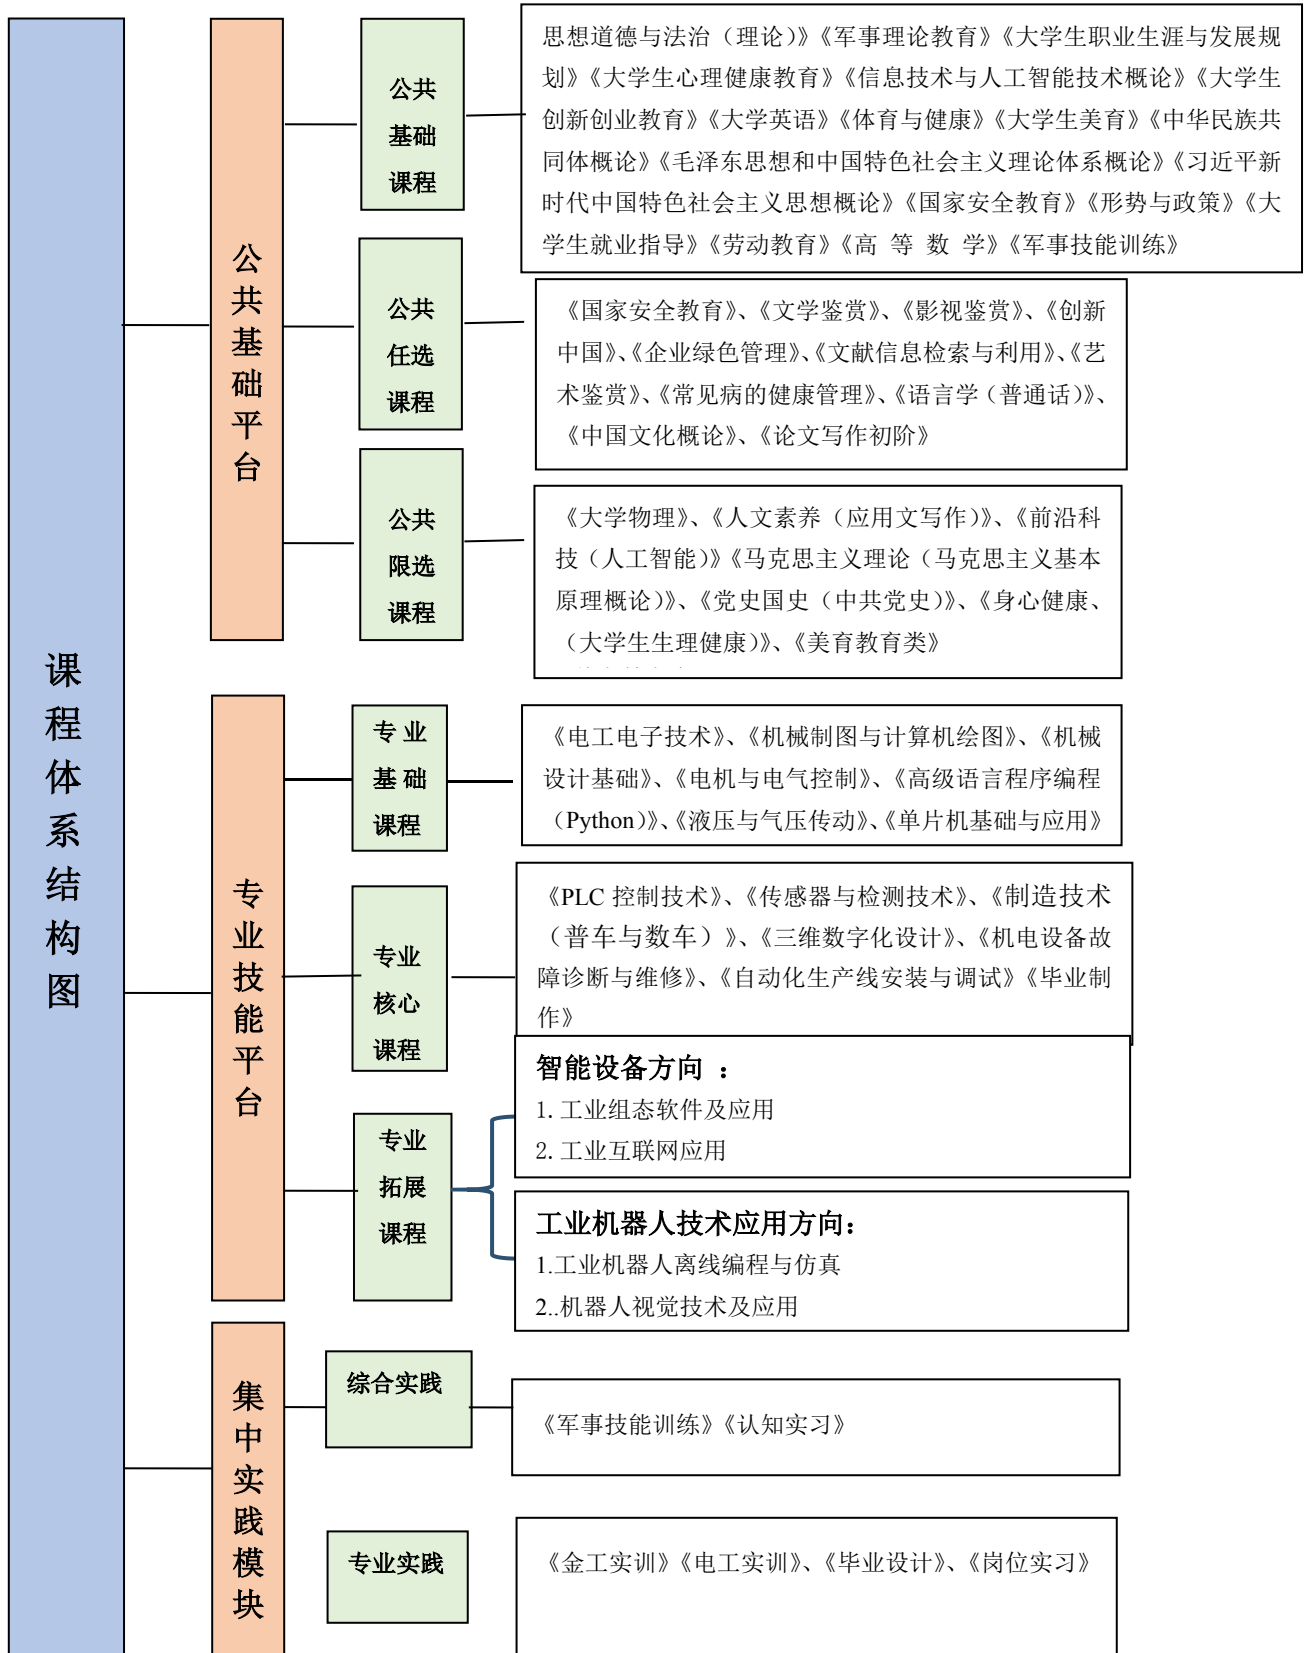 课程体系结构图
公共基础平台
公共
基础
课程
思想道德与法治（理论）》《军事理论教育》《大学生职业生涯与发展规
划》《大学生心理健康教育》《信息技术与人工智能技术概论》《大学生
创新创业教育》《大学英语》《体育与健康》《大学生美育》《中华民族共
同体概论》《毛泽东思想和中国特色社会主义理论体系概论》《习近平新
时代中国特色社会主义思想概论》《国家安全教育》《形势与政策》《大
学生就业指导》《劳动教育》《高 等 数 学》《军事技能训练》
公共
任选
课程
《国家安全教育》、《文学鉴赏》、《影视鉴赏》、《创新
中国》、《企业绿色管理》、《文献信息检索与利用》、《艺
术鉴赏》、《常见病的健康管理》、《语言学（普通话）》、
《中国文化概论》、《论文写作初阶》
公共
限选
课程
《大学物理》、《人文素养（应用文写作）》、《前沿科
技（人工智能）》《马克思主义理论（马克思主义基本
原理概论）》、《党史国史（中共党史）》、《身心健康、
（大学生生理健康）》、《美育教育类》
专业技能平台
专 业
基 础
课程
《电工电子技术》、《机械制图与计算机绘图》、《机械
设计基础》、《电机与电气控制》、《高级语言程序编程
（Python）》、《液压与气压传动》、《单片机基础与应用》
专业
核心
课程
《PLC 控制技术》、《传感器与检测技术》、《制造技术
（普车与数车）》、《三维数字化设计》、《机电设备故
障诊断与维修》、《自动化生产线安装与调试》《毕业制
作》
专业
拓展
课程
智能设备方向 ：
1. 工业组态软件及应用
2. 工业互联网应用
工业机器人技术应用方向：
1.工业机器人离线编程与仿真
2..机器人视觉技术及应用
集中实践模块
综合实践
《军事技能训练》《认知实习》
专业实践
《金工实训》《电工实训》、《毕业设计》、《岗位实习》